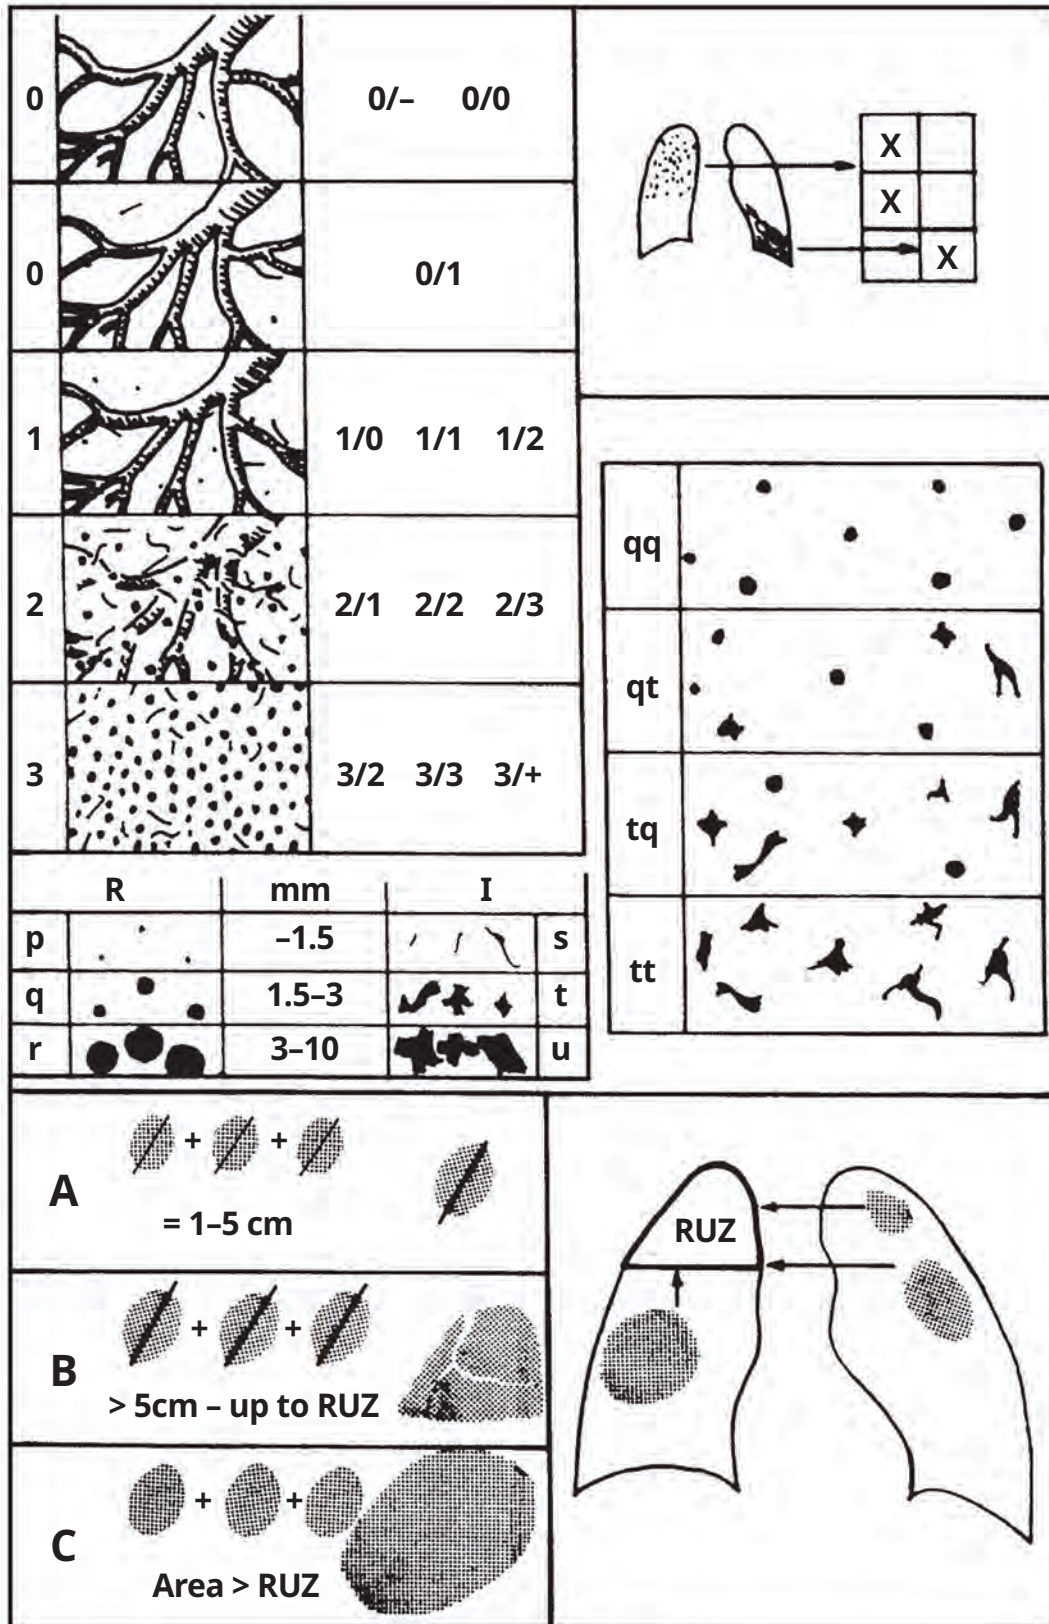 0 0/– 0/0
0 0/1
1 1/0 1/1 1/2
2 2/1 2/2 2/3
3 3/2 3/3 3/+
R mm I
p –1.5 s
q 1.5–3 t
r 3–10 u
X
X
X
qq
qt
tq
tt
A
+ +
= 1–5 cm
B
+ +
> 5cm – up to RUZ
C
+ +
Area > RUZ
RUZ